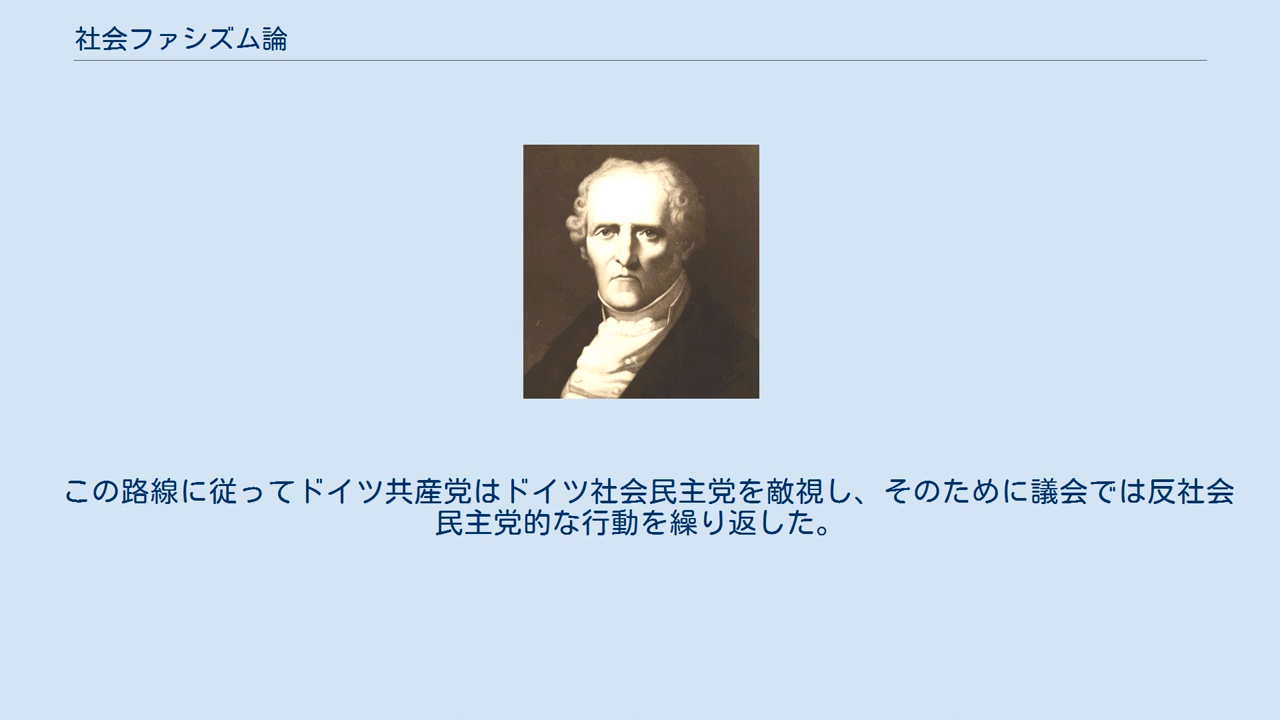 社会ファシズム論
この路線に従ってドイツ共産党はドイツ社会民主党を敵視し、そのために議会では反社会
民主党的な行動を繰り返した。